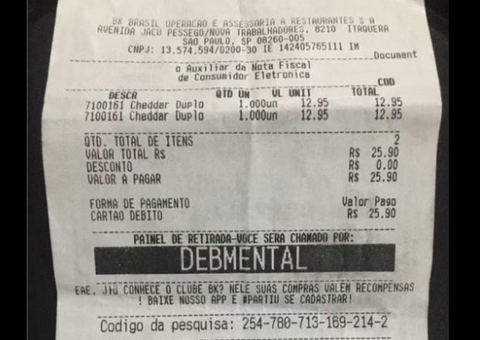 BK BRASIL OPERACAO E ASSESSORIA A RESTAURANTES S A
AVENIDA JACU PESSEGO/NOVA TRABALHADORES, 8210 ITAQUERA
SAO PAULO, SP 08260-005
CNPJ: 13.574.594/0200-30 IE 142405765111 IM
Document
o Auxiliar da Nota Fiscal
de Consumidor Eletronica
COD
DESCR QTD UN VL UNIT TOTAL
7100161 Cheddar Duplo 1.000un 12.95 12.95
7100161 Cheddar Duplo 1.000un 12.95 12.95
QTD. TOTAL DE ITENS 2
VALOR TOTAL R$ R$ 25.90
DESCONTO R$ 0.00
VALOR A PAGAR R$ 25.90
FORMA DE PAGAMENTO Valor Pago
CARTAO DEBITO R$ 25.90
PAINEL DE RETIRADA-VOCE SERA CHAMADO POR:
DEBMENTAL
EAE, CONHECE O CLUBE BK? NELE SUAS COMPRAS VALEM RECOMPENSAS
! BAIXE NOSSO APP E #PARTIU SE CADASTRAR!
Codigo da pesquisa: 254-780-713-169-214-2